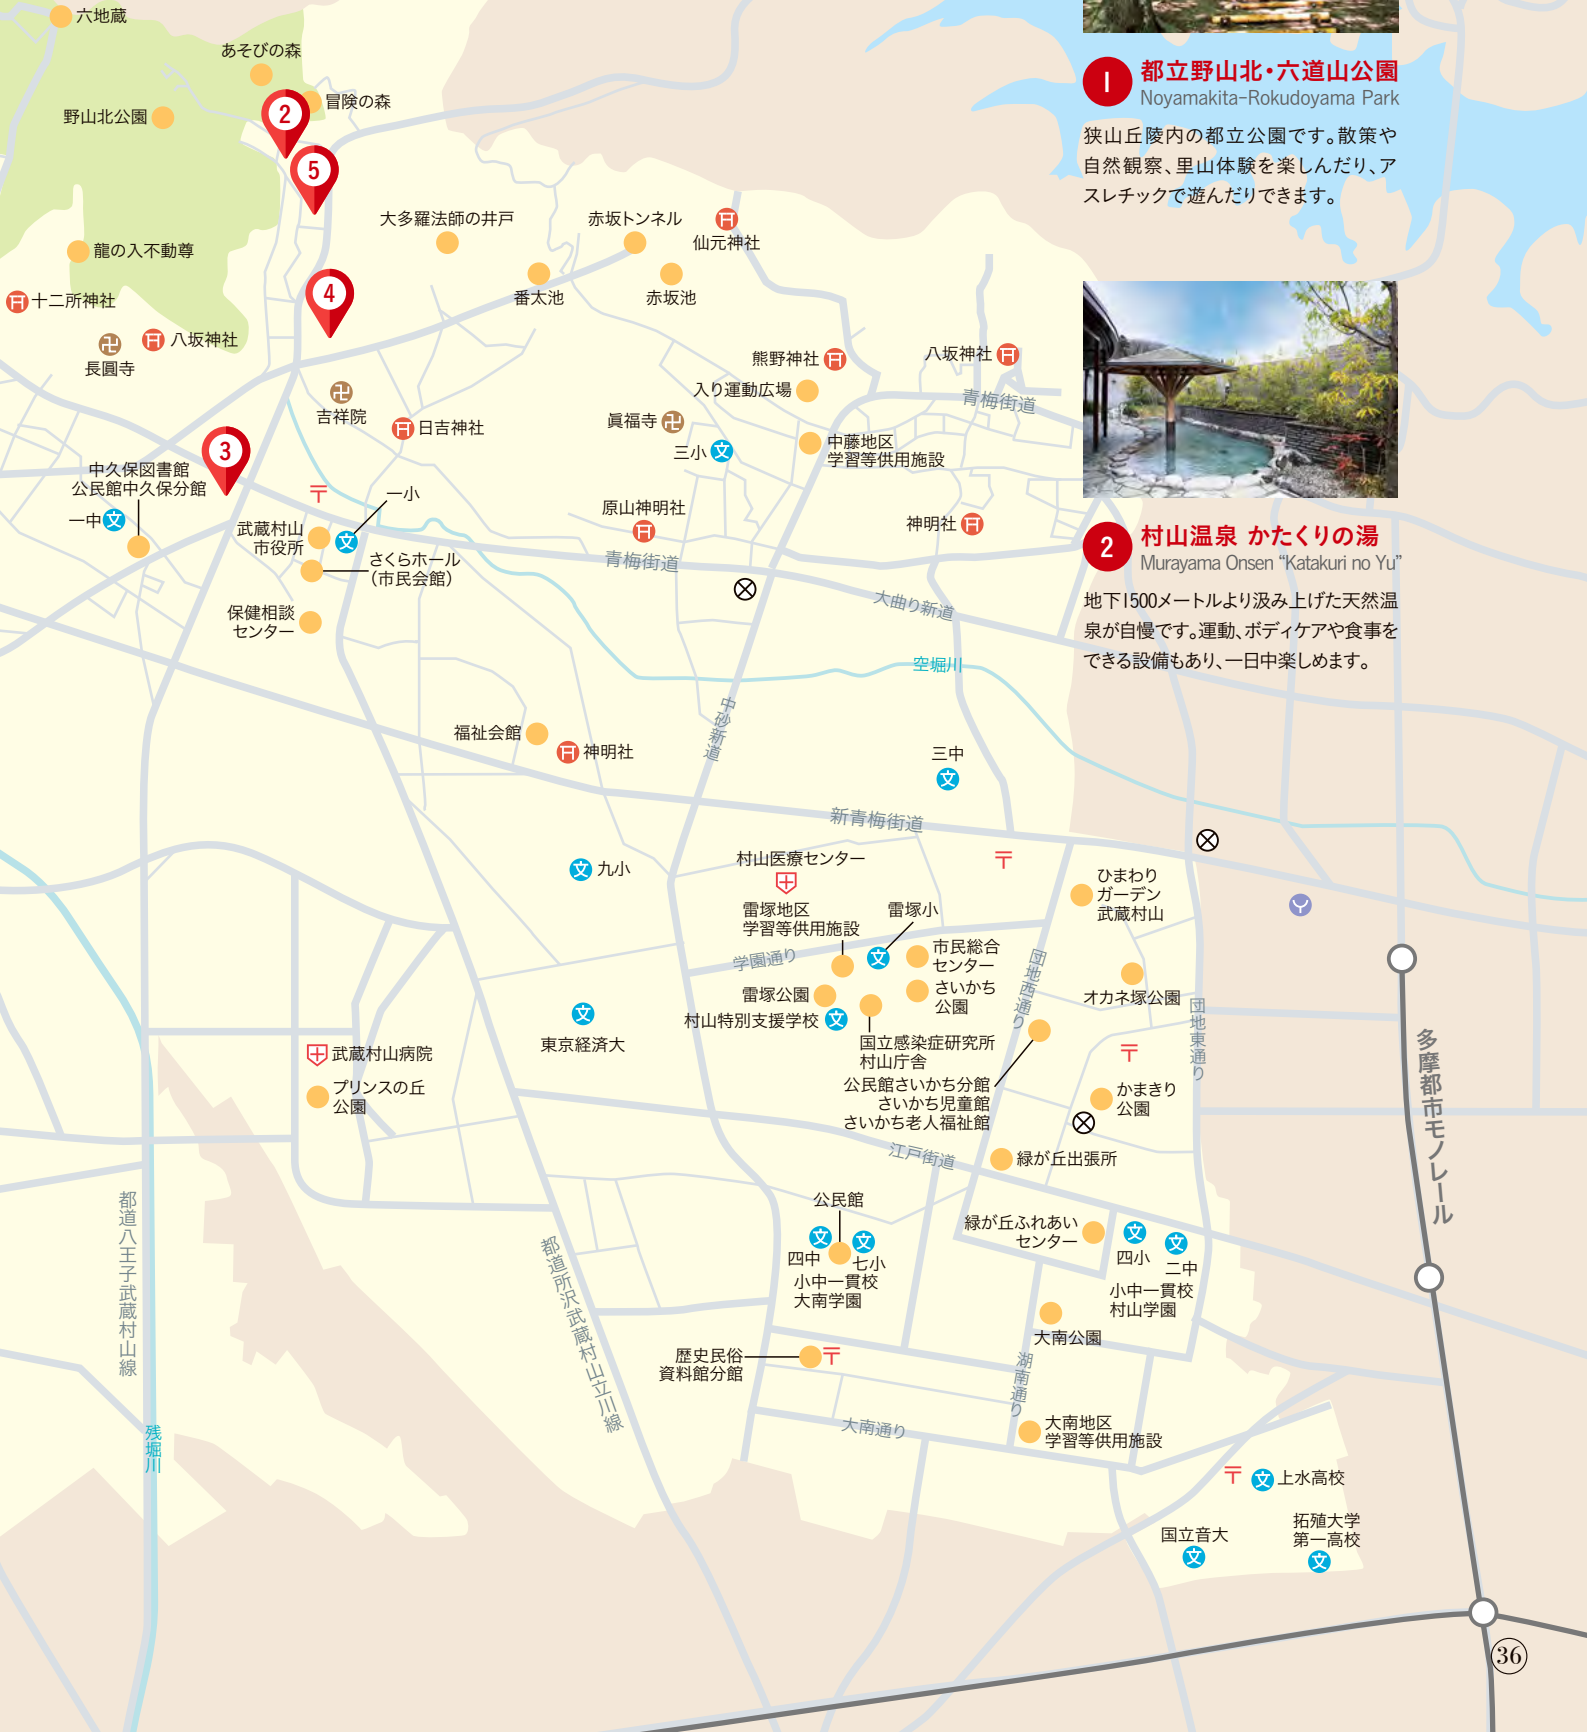 六地蔵
あそびの森
冒険の森
野山北公園
2
5
大多羅法師の井戸
赤坂トンネル
仙元神社
龍の入不動尊
番太池
赤坂池
十二所神社
4
八坂神社
長圓寺
熊野神社
八坂神社
入り運動広場
青梅街道
吉祥院
日吉神社
眞福寺
三小
文
中藤地区
学習等供用施設
3
中久保図書館
公民館中久保分館
一中
文
一小
文
武蔵村山
市役所
さくらホール
(市民会館)
原山神明社
神明社
青梅街道
大曲り新道
保健相談
センター
空堀川
中砂新道
福祉会館
神明社
三中
文
新青梅街道
文
九小
村山医療センター
雷塚地区
学習等供用施設
雷塚小
文
ひまわり
ガーデン
武蔵村山
学園通り
市民総合
センター
さいかち
公園
団地西通り
オカネ塚公園
団地東通り
雷塚公園
村山特別支援学校
文
文
東京経済大
国立感染症研究所
村山庁舎
公民館さいかち分館
さいかち児童館
さいかち老人福祉館
武蔵村山病院
プリンスの丘
公園
かまきり
公園
江戸街道
緑が丘出張所
都道八王子武蔵村山線
残堀川
都道所沢武蔵村山立川線
公民館
文
四中
文
七小
小中一貫校
大南学園
緑が丘ふれあい
センター
文
四小
文
二中
小中一貫校
村山学園
大南公園
歴史民俗
資料館分館
湖南通り
大南通り
大南地区
学習等供用施設
文
上水高校
国立音大
文
拓殖大学
第一高校
文
多摩都市モノレール
1
都立野山北・六道山公園
Noyamakita-Rokudoyama Park
狭山丘陵内の都立公園です。散策や
自然観察、里山体験を楽しんだり、ア
スレチックで遊んだりできます。
2
村山温泉 かたくりの湯
Murayama Onsen “Katakuri no Yu”
地下1500メートルより汲み上げた天然温
泉が自慢です。運動、ボディケアや食事を
できる設備もあり、一日中楽しめます。
36